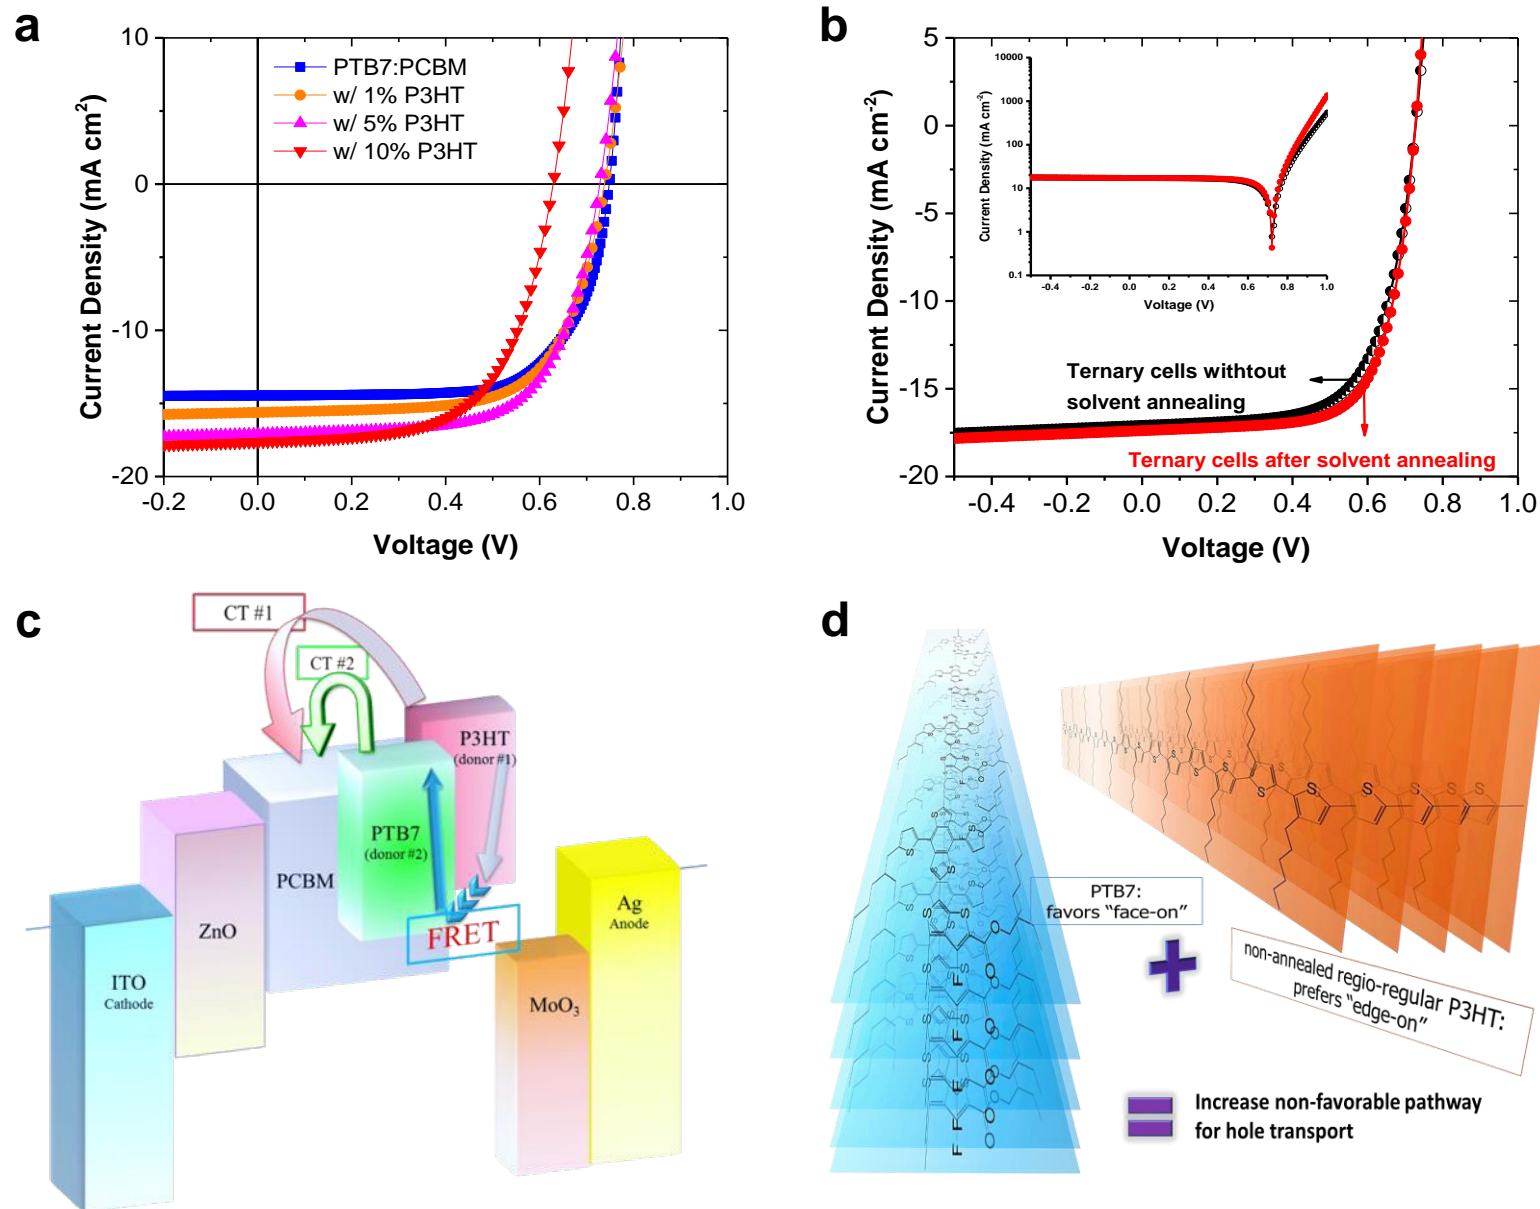 a
10
0
-10
-20
-0.2
0.0
0.2
0.4
0.6
0.8
1.0
Current Density (mA cm²)
Voltage (V)
PTB7:PCBM
w/ 1% P3HT
w/ 5% P3HT
w/ 10% P3HT
b
5
0
-5
-10
-15
-20
-0.4
-0.2
0.0
0.2
0.4
0.6
0.8
1.0
Current Density (mA cm⁻²)
Voltage (V)
10000
1000
100
10
1
0.1
-0.4
-0.2
0.0
0.2
0.4
0.6
0.8
1.0
Current Density (mA cm⁻²)
Voltage (V)
Ternary cells withtout
solvent annealing
Ternary cells after solvent annealing
c
CT #1
CT #2
P3HT
(donor #1)
PTB7
(donor #2)
PCBM
ZnO
ITO
Cathode
FRET
Ag
Anode
MoO₃
d
PTB7:
favors "face-on"
non-annealed regio-regular P3HT:
prefers "edge-on"
Increase non-favorable pathway
for hole transport